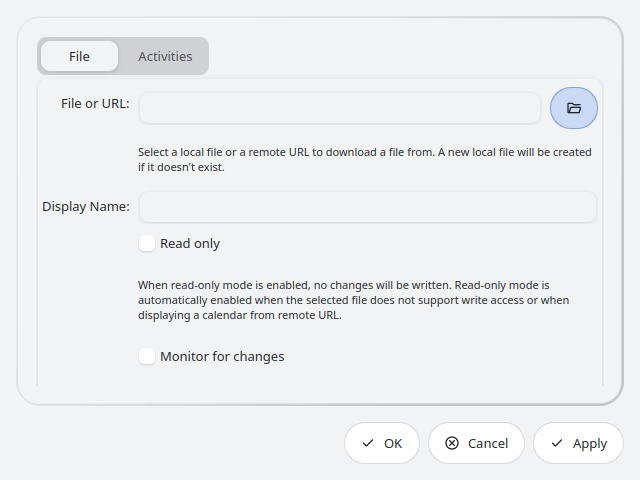 File
Activities
File or URL:
Select a local file or a remote URL to download a file from. A new local file will be created
if it doesn't exist.
Display Name:
Read only
When read-only mode is enabled, no changes will be written. Read-only mode is
automatically enabled when the selected file does not support write access or when
displaying a calendar from remote URL.
Monitor for changes
OK
Cancel
Apply